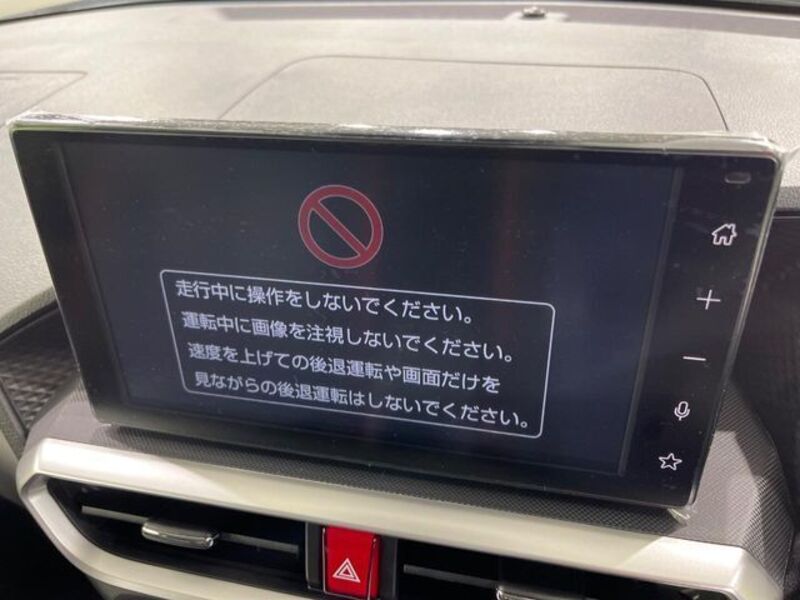 走行中に操作をしないでください。
運転中に画像を注視しないでください。
速度を上げての後退運転や画面だけを
見ながらの後退運転はしないでください。